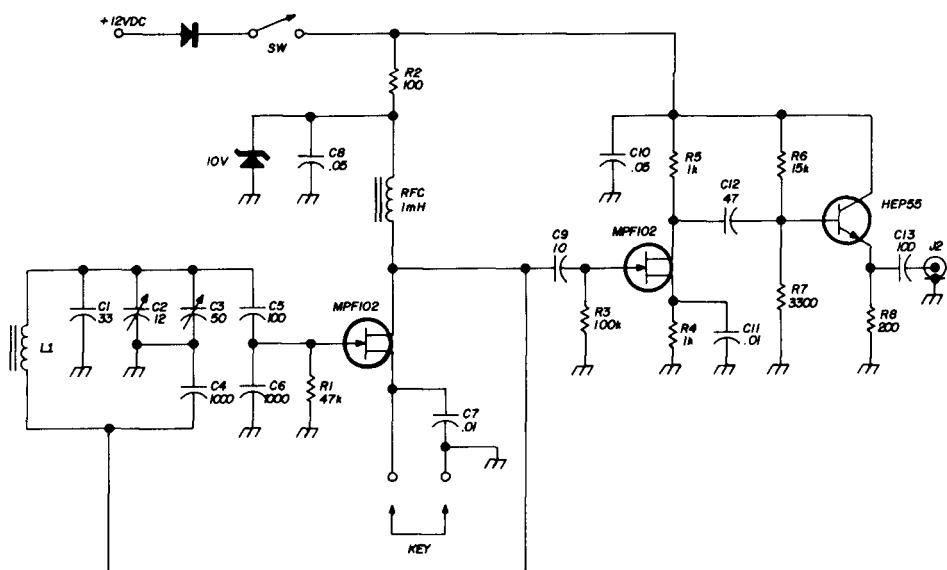 +12VDC
SW
R2
100
10V
C8
.05
RFC
1mH
C10
.05
R5
1k
R6
15k
C12
47
HEP55
MPF102
C9
10
C13
100
J2
L1
C1
33
C2
12
C3
50
C5
100
MPF102
R3
100k
R4
1k
C11
.01
R7
3300
R8
200
C4
1000
C6
1000
R1
47k
C7
.01
KEY